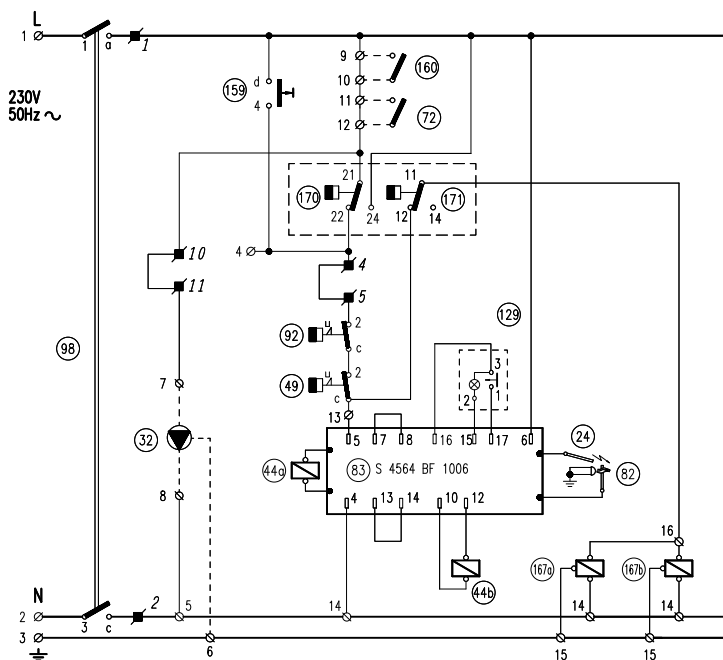 L
1 1 a 1
9
160
10
159 d
4
11
72
12
230V
50Hz
21 11
170 171
22 24 12 14
4
10
4
11
5
129
98
92 u 2
c
3
49 u 2
2 1
c
7
13
32
5 7 8 16 15 17 6
24
44a
83 S 4564 BF 1006
82
8
4 13 14 10 12
16
44b
167a 167b
N
2 3 c 2 5 14 14 14
3
6 15 15